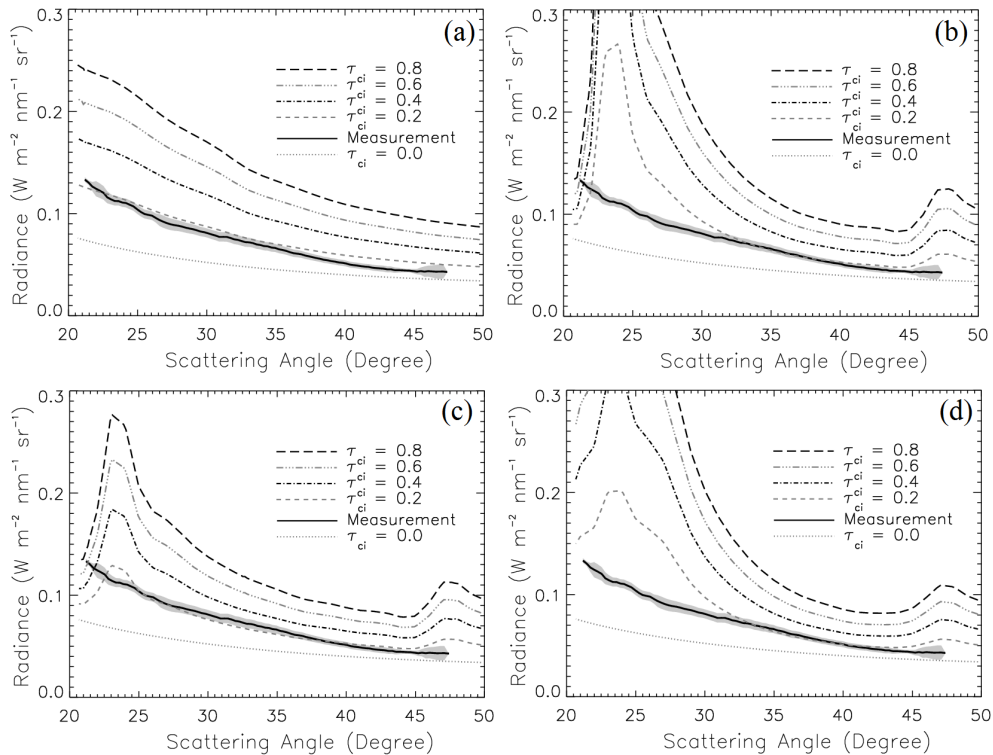 (a)
0.3
0.2
0.1
0.0
Radiance (W m⁻² nm⁻¹ sr⁻¹)
τci = 0.8
τci = 0.6
τci = 0.4
τci = 0.2
Measurement
τci = 0.0
20 25 30 35 40 45 50
Scattering Angle (Degree)
(b)
0.3
0.2
0.1
0.0
Radiance (W m⁻² nm⁻¹ sr⁻¹)
τci = 0.8
τci = 0.6
τci = 0.4
τci = 0.2
Measurement
τci = 0.0
20 25 30 35 40 45 50
Scattering Angle (Degree)
(c)
0.3
0.2
0.1
0.0
Radiance (W m⁻² nm⁻¹ sr⁻¹)
τci = 0.8
τci = 0.6
τci = 0.4
τci = 0.2
Measurement
τci = 0.0
20 25 30 35 40 45 50
Scattering Angle (Degree)
(d)
0.3
0.2
0.1
0.0
Radiance (W m⁻² nm⁻¹ sr⁻¹)
τci = 0.8
τci = 0.6
τci = 0.4
τci = 0.2
Measurement
τci = 0.0
20 25 30 35 40 45 50
Scattering Angle (Degree)